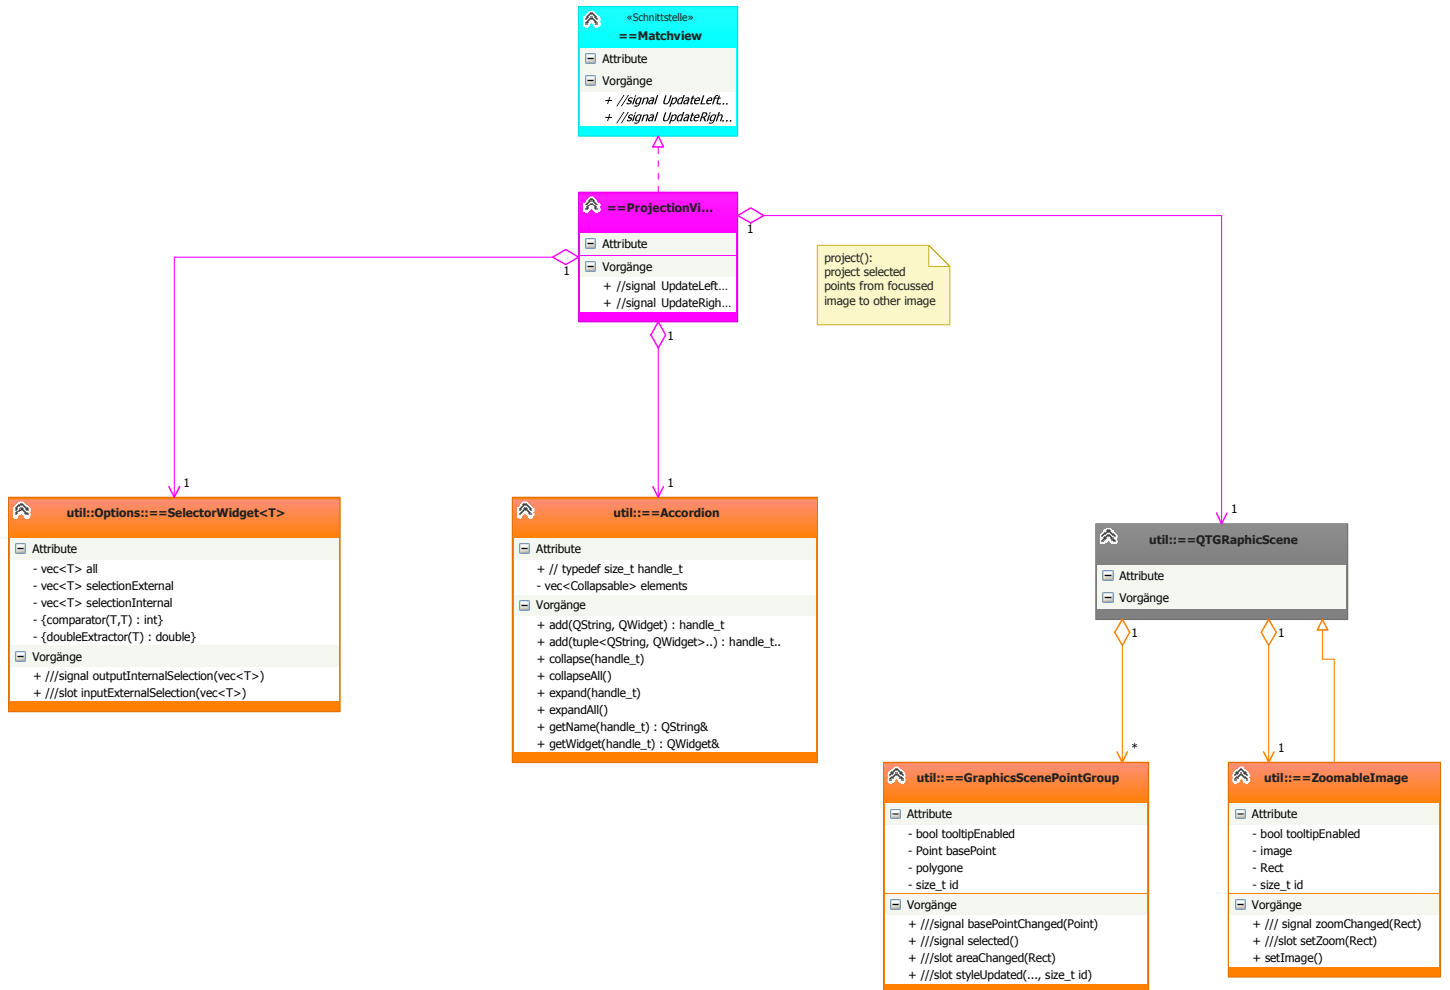 «Schnittstelle»
==Matchview
Attribute
Vorgänge
+ //signal UpdateLeft...
+ //signal UpdateRigh...
==ProjectionVi...
Attribute
Vorgänge
+ //signal UpdateLeft...
+ //signal UpdateRigh...
1
1
1
project():
project selected
points from focussed
image to other image
1
1
1
util::Options::==SelectorWidget<T>
Attribute
- vec<T> all
- vec<T> selectionExternal
- vec<T> selectionInternal
- {comparator(T,T) : int}
- {doubleExtractor(T) : double}
Vorgänge
+ ///signal outputInternalSelection(vec<T>)
+ ///slot inputExternalSelection(vec<T>)
util::==Accordion
Attribute
+ // typedef size_t handle_t
- vec<Collapsable> elements
Vorgänge
+ add(QString, QWidget) : handle_t
+ add(tuple<QString, QWidget>..) : handle_t..
+ collapse(handle_t)
+ collapseAll()
+ expand(handle_t)
+ expandAll()
+ getName(handle_t) : QString&
+ getWidget(handle_t) : QWidget&
util::==QTGRaphicScene
Attribute
Vorgänge
1
1
*
1
util::==GraphicsScenePointGroup
Attribute
- bool tooltipEnabled
- Point basePoint
- polygone
- size_t id
Vorgänge
+ ///signal basePointChanged(Point)
+ ///signal selected()
+ ///slot areaChanged(Rect)
+ ///slot styleUpdated(..., size_t id)
util::==ZoomableImage
Attribute
- bool tooltipEnabled
- image
- Rect
- size_t id
Vorgänge
+ /// signal zoomChanged(Rect)
+ ///slot setZoom(Rect)
+ setImage()